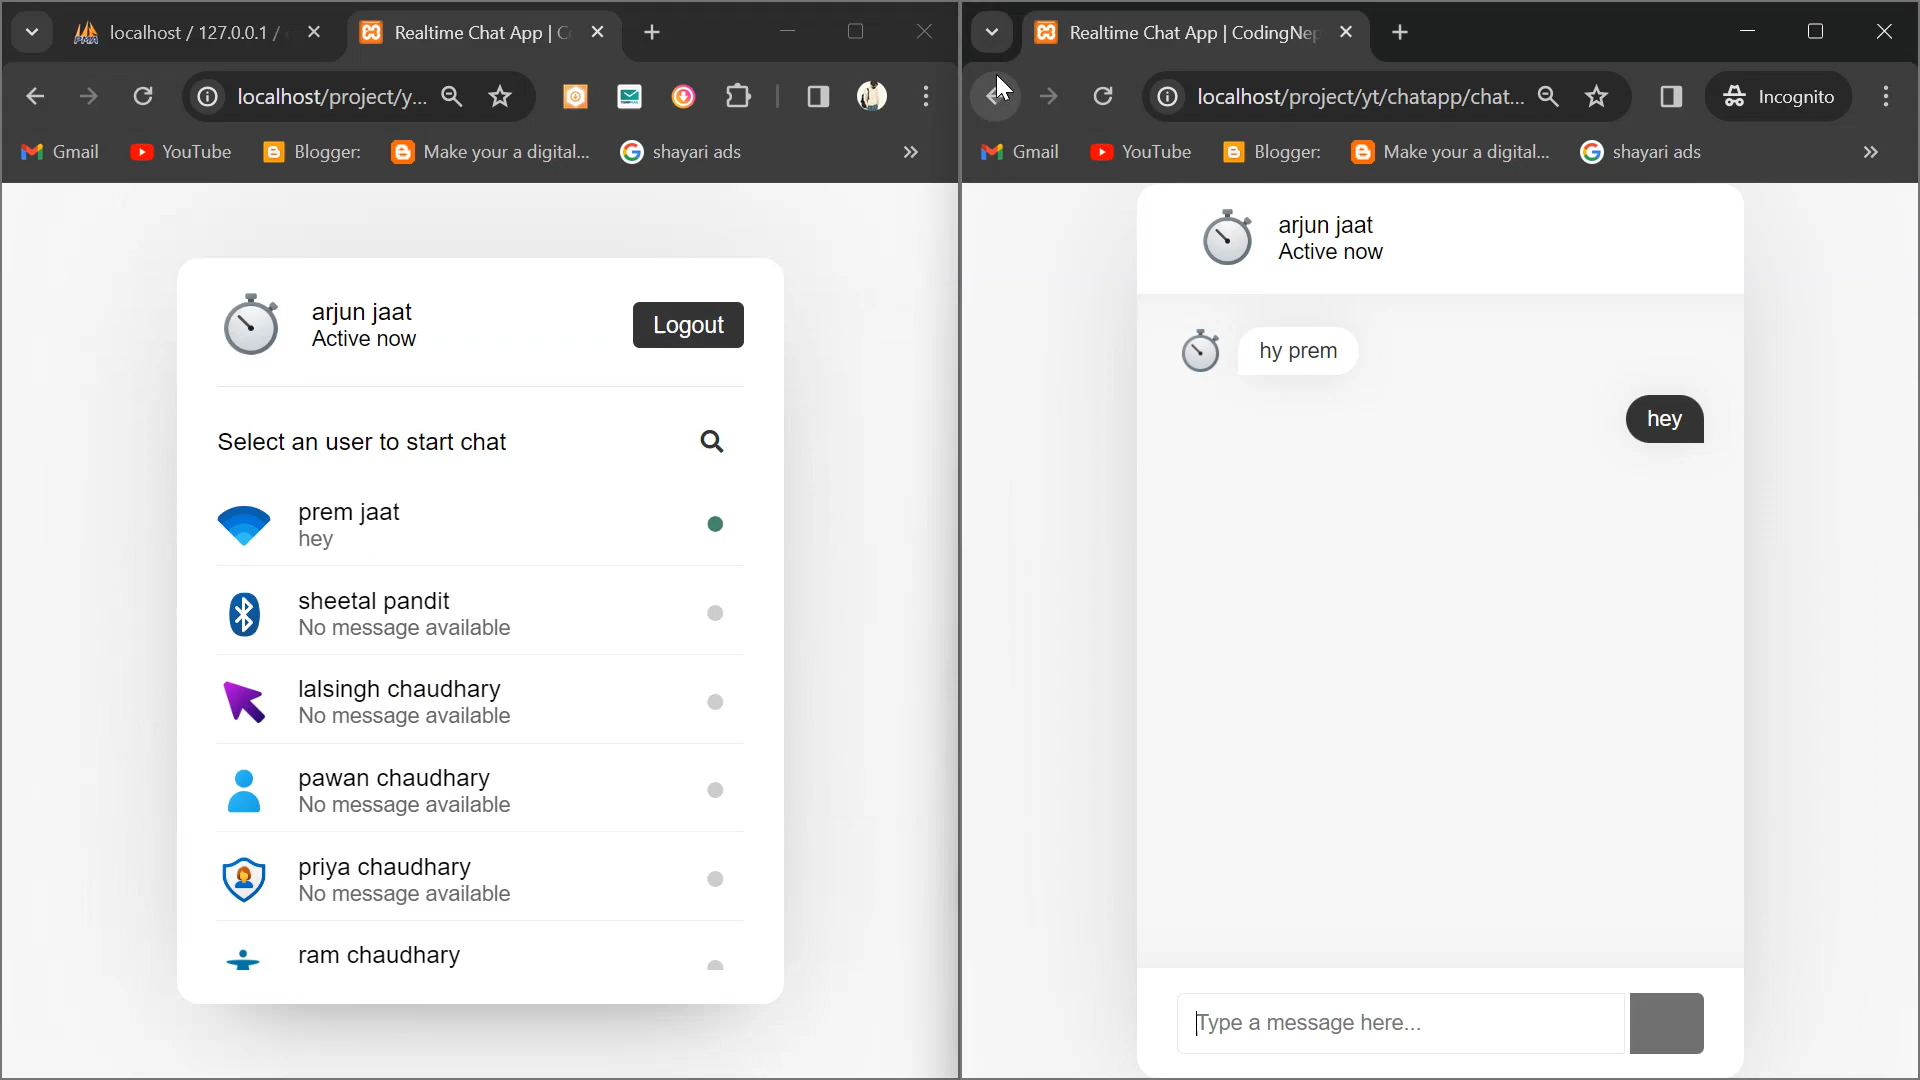 localhost / 127.0.0.1 /
Realtime Chat App | C
localhost/project/y...
Gmail
YouTube
Blogger:
Make your a digital...
shayari ads
»
arjun jaat
Active now
Logout
Select an user to start chat
prem jaat
hey
sheetal pandit
No message available
lalsingh chaudhary
No message available
pawan chaudhary
No message available
priya chaudhary
No message available
ram chaudhary
Realtime Chat App | CodingNep
localhost/project/yt/chatapp/chat...
Incognito
Gmail
YouTube
Blogger:
Make your a digital...
shayari ads
»
arjun jaat
Active now
hy prem
hey
Type a message here...